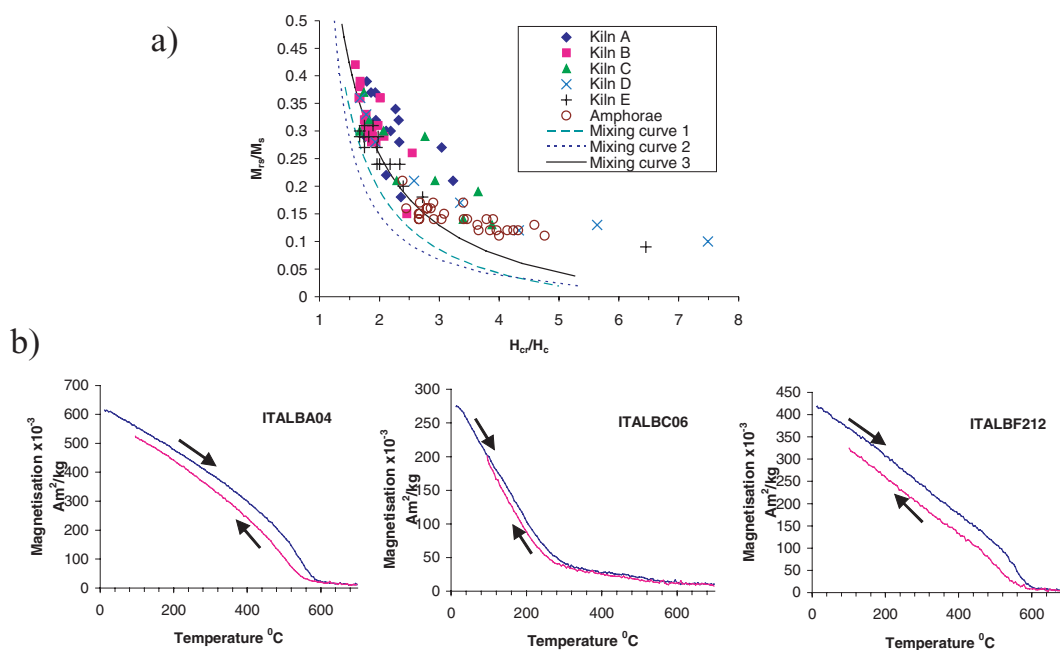 a)
0.5
0.45
0.4
0.35
0.3
0.25
0.2
0.15
0.1
0.05
0
Mrs/Ms
1 2 3 4 5 6 7 8
Hcr/Hc
Kiln A
Kiln B
Kiln C
Kiln D
Kiln E
Amphorae
Mixing curve 1
Mixing curve 2
Mixing curve 3
b)
ITALBA04
700
600
500
400
300
200
100
0
Magnetisation x10⁻³
Am²/kg
0 200 400 600
Temperature ⁰C
ITALBC06
300
250
200
150
100
50
0
Magnetisation x10⁻³
Am²/kg
0 200 400 600
Temperature ⁰C
ITALBF212
450
400
350
300
250
200
150
100
50
0
Magnetisation x10⁻³
Am²/kg
0 200 400 600
Temperature ⁰C